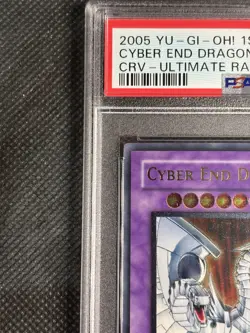 2005 YU-GI-OH! 1S
CYBER END DRAGON
CRV-ULTIMATE RA
PSA
CYBER END D